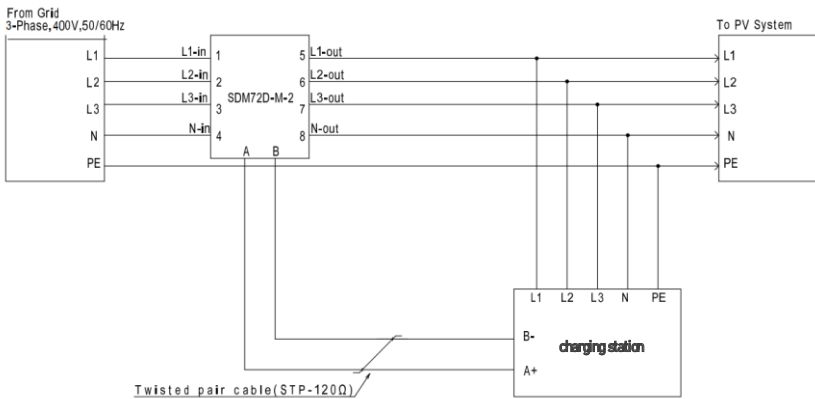 From Grid
3-Phase,400V,50/60Hz
To PV System
L1
L1-in
1
5
L1-out
L1
L2
L2-in
2
SDM72D-M-2
6
L2-out
L2
L3
L3-in
3
7
L3-out
L3
N
N-in
4
8
N-out
N
A
B
PE
PE
L1
L2
L3
N
PE
B-
charging station
A+
Twisted pair cable(STP-120Ω)